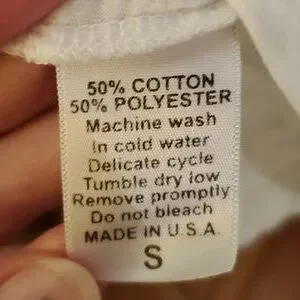 50% COTTON
50% POLYESTER
Machine wash
In cold water
Delicate cycle
Tumble dry low
Remove promptly
Do not bleach
MADE IN U.S.A.
S